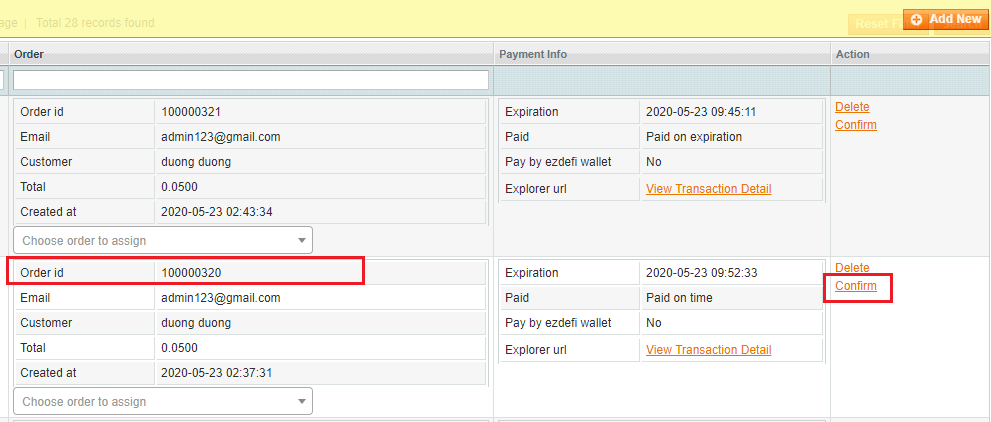 age | Total 28 records found Reset F Add New
Order Payment Info Action
Order id 100000321 Expiration 2020-05-23 09:45:11 Delete
Email admin123@gmail.com Paid Paid on expiration Confirm
Customer duong duong Pay by ezdefi wallet No
Total 0.0500 Explorer url View Transaction Detail
Created at 2020-05-23 02:43:34
Choose order to assign
Order id 100000320 Expiration 2020-05-23 09:52:33 Delete
Email admin123@gmail.com Paid Paid on time Confirm
Customer duong duong Pay by ezdefi wallet No
Total 0.0500 Explorer url View Transaction Detail
Created at 2020-05-23 02:37:31
Choose order to assign